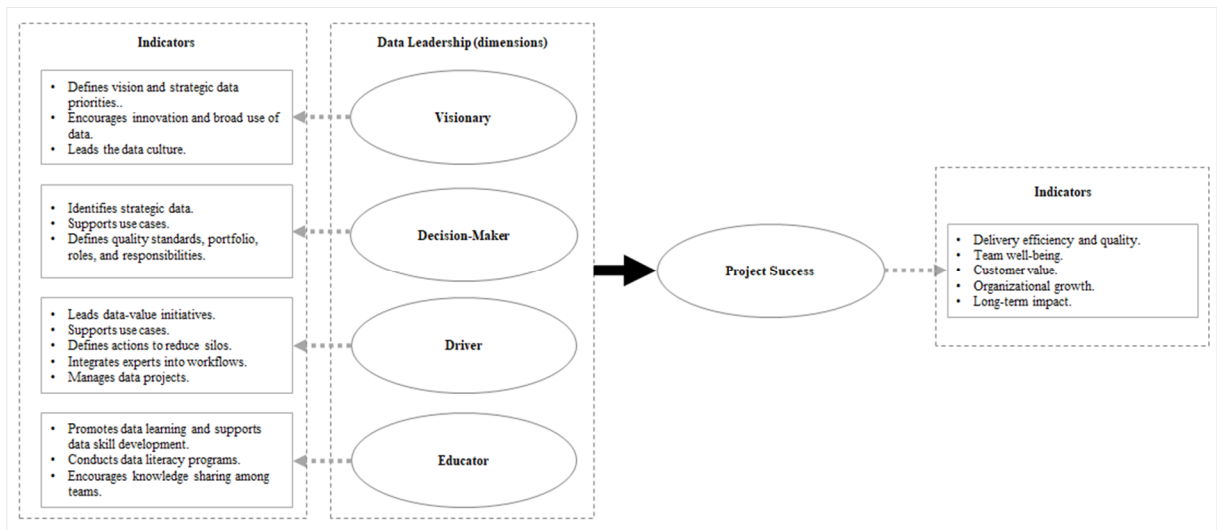 Indicators
• Defines vision and strategic data
priorities..
• Encourages innovation and broad use of
data.
• Leads the data culture.
• Identifies strategic data.
• Supports use cases.
• Defines quality standards, portfolio,
roles, and responsibilities.
• Leads data-value initiatives.
• Supports use cases.
• Defines actions to reduce silos.
• Integrates experts into workflows.
• Manages data projects.
• Promotes data learning and supports
data skill development.
• Conducts data literacy programs.
• Encourages knowledge sharing among
teams.
Data Leadership (dimensions)
Visionary
Decision-Maker
Driver
Educator
Project Success
Indicators
• Delivery efficiency and quality.
• Team well-being.
• Customer value.
• Organizational growth.
• Long-term impact.